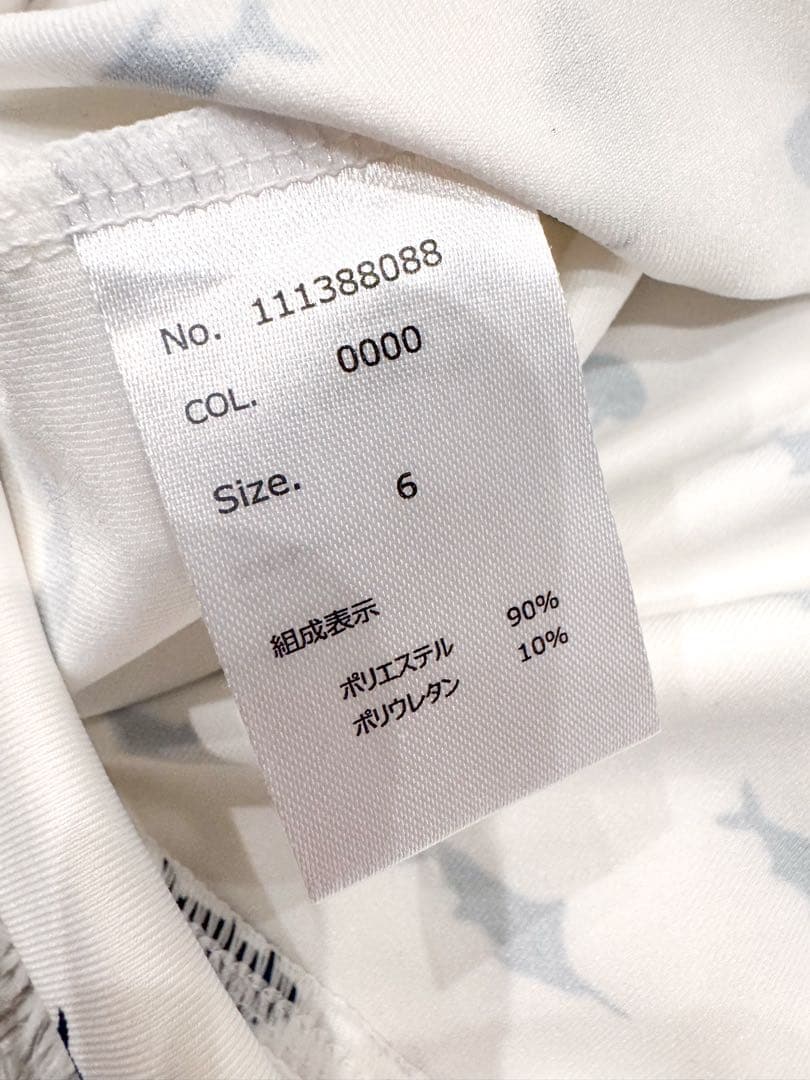 No. 111388088
COL. 0000
Size. 6
組成表示
ポリエステル 90%
ポリウレタン 10%